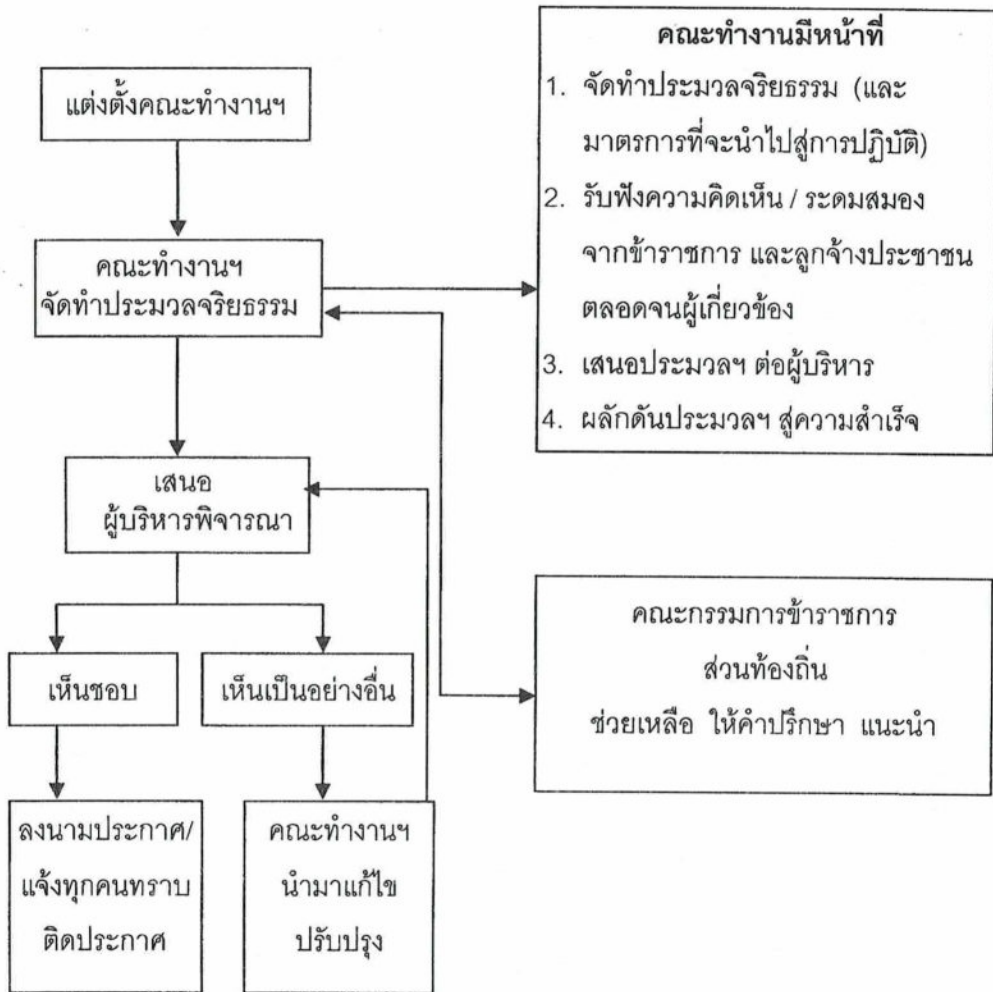 แต่งตั้งคณะทำงานฯ
คณะทำงานฯ
จัดทำประมวลจริยธรรม
คณะทำงานมีหน้าที่
1. จัดทำประมวลจริยธรรม (และ
มาตรการที่จะนำไปสู่การปฏิบัติ)
2. รับฟังความคิดเห็น / ระดมสมอง
จากข้าราชการ และลูกจ้างประชาชน
ตลอดจนผู้เกี่ยวข้อง
3. เสนอประมวลฯ ต่อผู้บริหาร
4. ผลักดันประมวลฯ สู่ความสำเร็จ
เสนอ
ผู้บริหารพิจารณา
คณะกรรมการข้าราชการ
ส่วนท้องถิ่น
ช่วยเหลือ ให้คำปรึกษา แนะนำ
เห็นชอบ
เห็นเป็นอย่างอื่น
ลงนามประกาศ/
แจ้งทุกคนทราบ
ติดประกาศ
คณะทำงานฯ
นำมาแก้ไข
ปรับปรุง